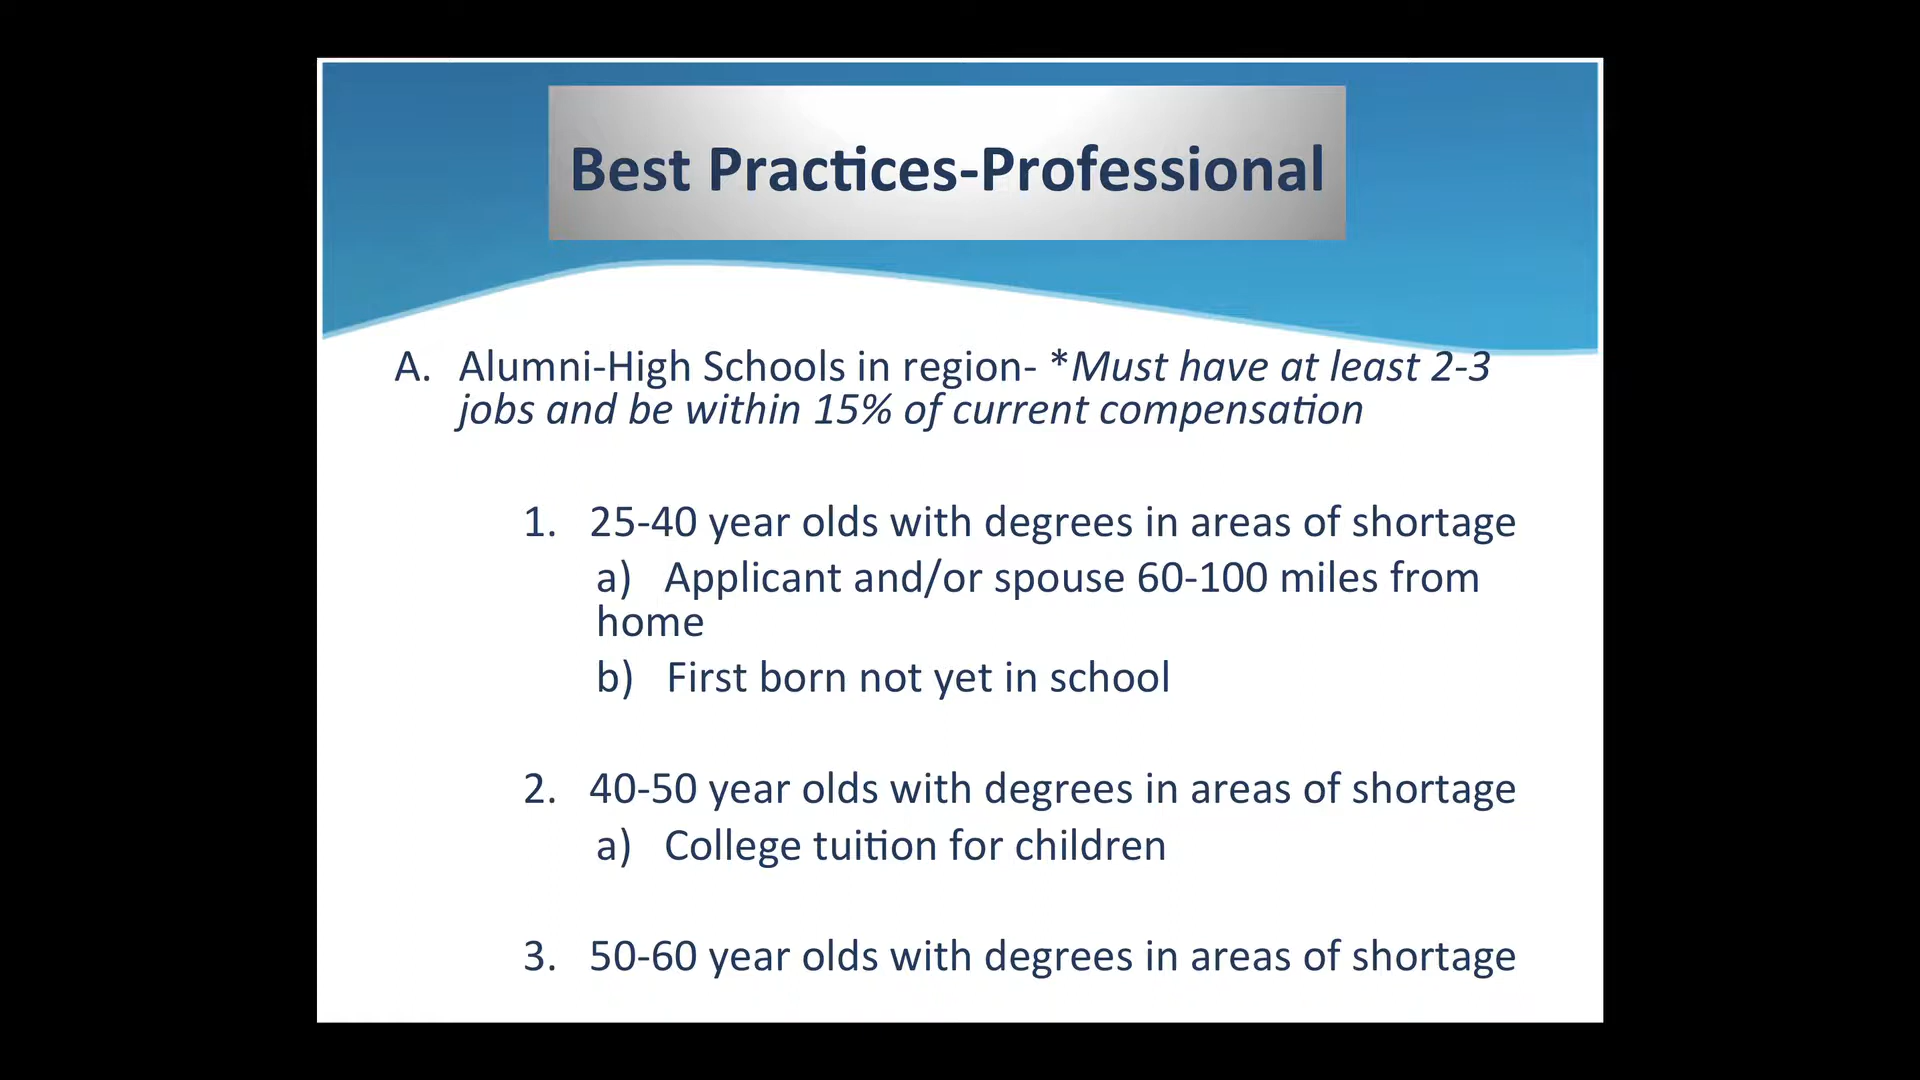 Best Practices-Professional
A. Alumni-High Schools in region- *Must have at least 2-3
jobs and be within 15% of current compensation
1. 25-40 year olds with degrees in areas of shortage
a) Applicant and/or spouse 60-100 miles from
home
b) First born not yet in school
2. 40-50 year olds with degrees in areas of shortage
a) College tuition for children
3. 50-60 year olds with degrees in areas of shortage